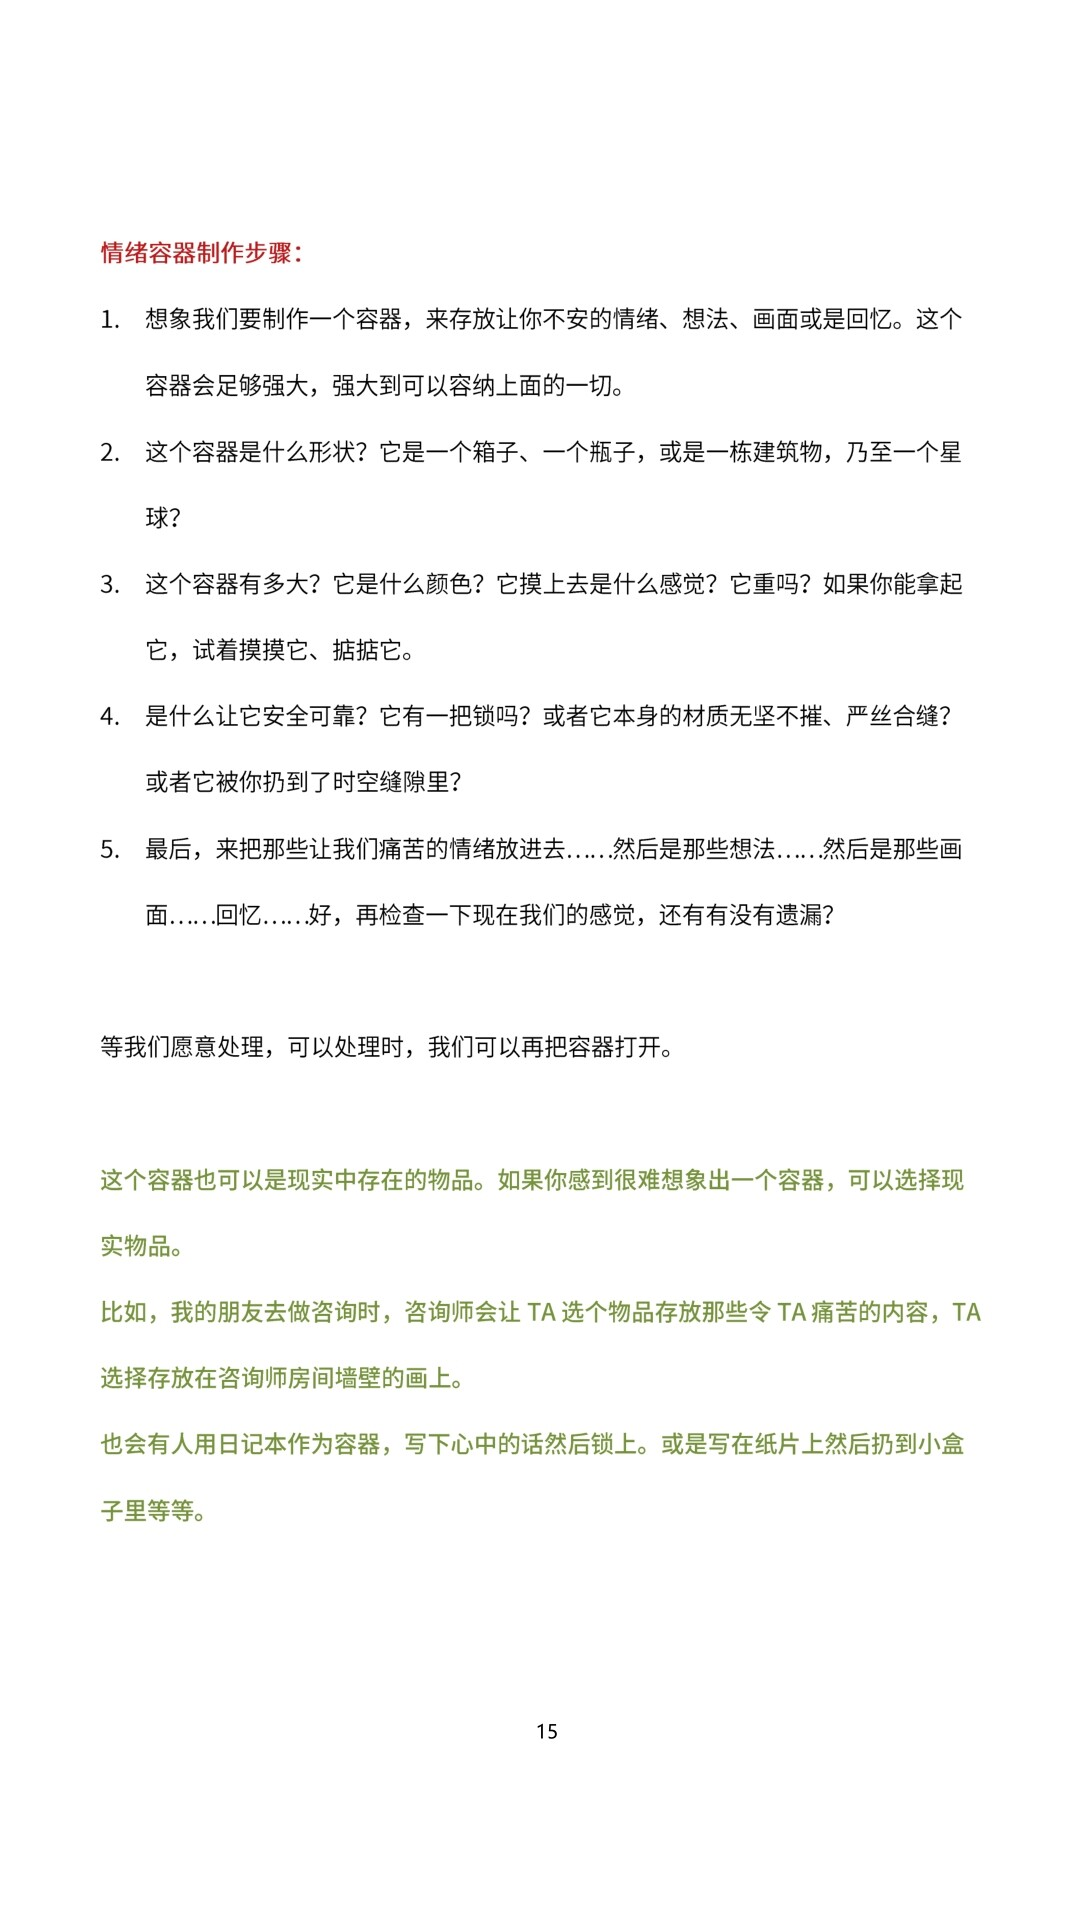 情绪容器制作步骤：
1. 想象我们要制作一个容器，来存放让你不安的情绪、想法、画面或是回忆。这个
容器会足够强大，强大到可以容纳上面的一切。
2. 这个容器是什么形状？它是一个箱子、一个瓶子，或是一栋建筑物，乃至一个星
球？
3. 这个容器有多大？它是什么颜色？它摸上去是什么感觉？它重吗？如果你能拿起
它，试着摸摸它、掂掂它。
4. 是什么让它安全可靠？它有一把锁吗？或者它本身的材质无坚不摧、严丝合缝？
或者它被你扔到了时空缝隙里？
5. 最后，来把那些让我们痛苦的情绪放进去……然后是那些想法……然后是那些画
面……回忆……好，再检查一下现在我们的感觉，还有有没有遗漏？
等我们愿意处理，可以处理时，我们可以再把容器打开。
这个容器也可以是现实中存在的物品。如果你感到很难想象出一个容器，可以选择现
实物品。
比如，我的朋友去做咨询时，咨询师会让 TA 选个物品存放那些令 TA 痛苦的内容，TA
选择存放在咨询师房间墙壁的画上。
也会有人用日记本作为容器，写下心中的话然后锁上。或是写在纸片上然后扔到小盒
子里等等。
15